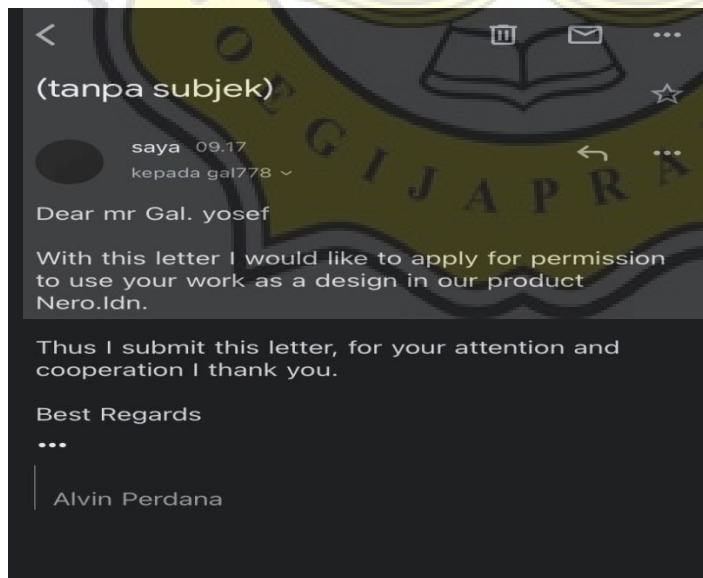 OEGIJAPRA
(tanpa subjek)
saya 09.17
kepada gal778
Dear mr Gal. yosef
With this letter I would like to apply for permission
to use your work as a design in our product
Nero.Idn.
Thus I submit this letter, for your attention and
cooperation I thank you.
Best Regards
Alvin Perdana